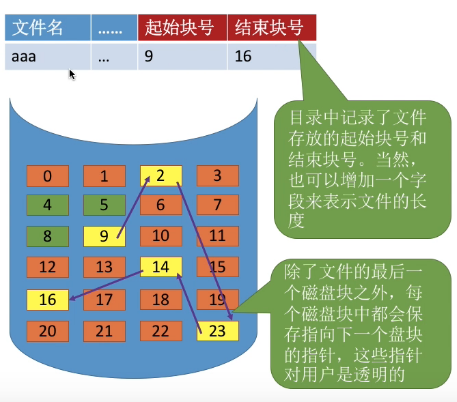 文件名 …… 起始块号 结束块号
aaa … 9 16
目录中记录了文件
存放的起始块号和
结束块号。当然，
也可以增加一个字
段来表示文件的长
度
0 1 2 3
4 5 6 7
8 9 10 11
12 13 14 15
16 17 18 19
20 21 22 23
除了文件的最后一
个磁盘块之外，每
个磁盘块中都会保
存指向下一个盘块
的指针，这些指针
对用户是透明的